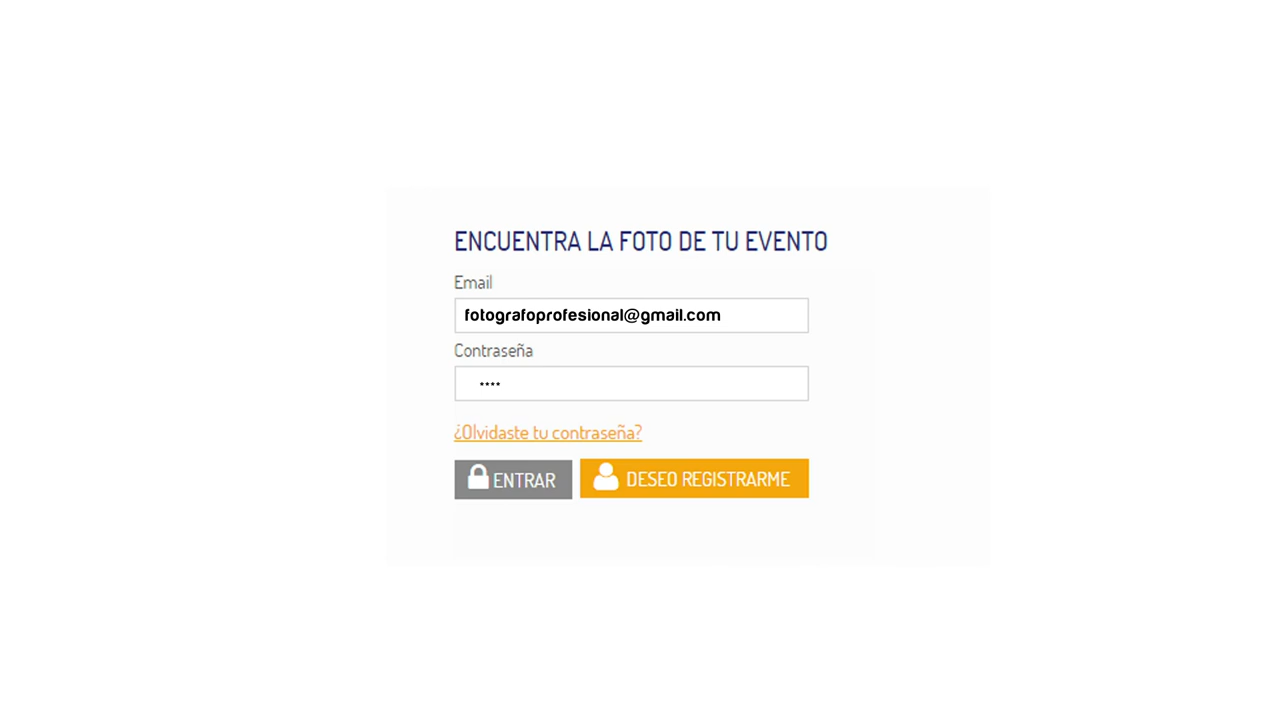 ENCUENTRA LA FOTO DE TU EVENTO
Email
fotografoprofesional@gmail.com
Contraseña
****
¿Olvidaste tu contraseña?
ENTRAR
DESEO REGISTRARME